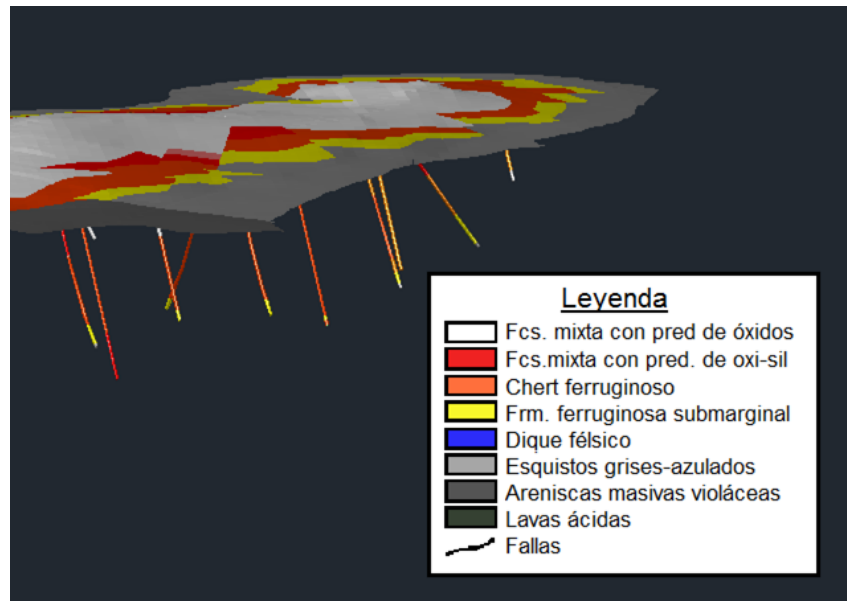 Leyenda
Fcs. mixta con pred de óxidos
Fcs.mixta con pred. de oxi-sil
Chert ferruginoso
Frm. ferruginosa submarginal
Dique félsico
Esquistos grises-azulados
Areniscas masivas violáceas
Lavas ácidas
Fallas